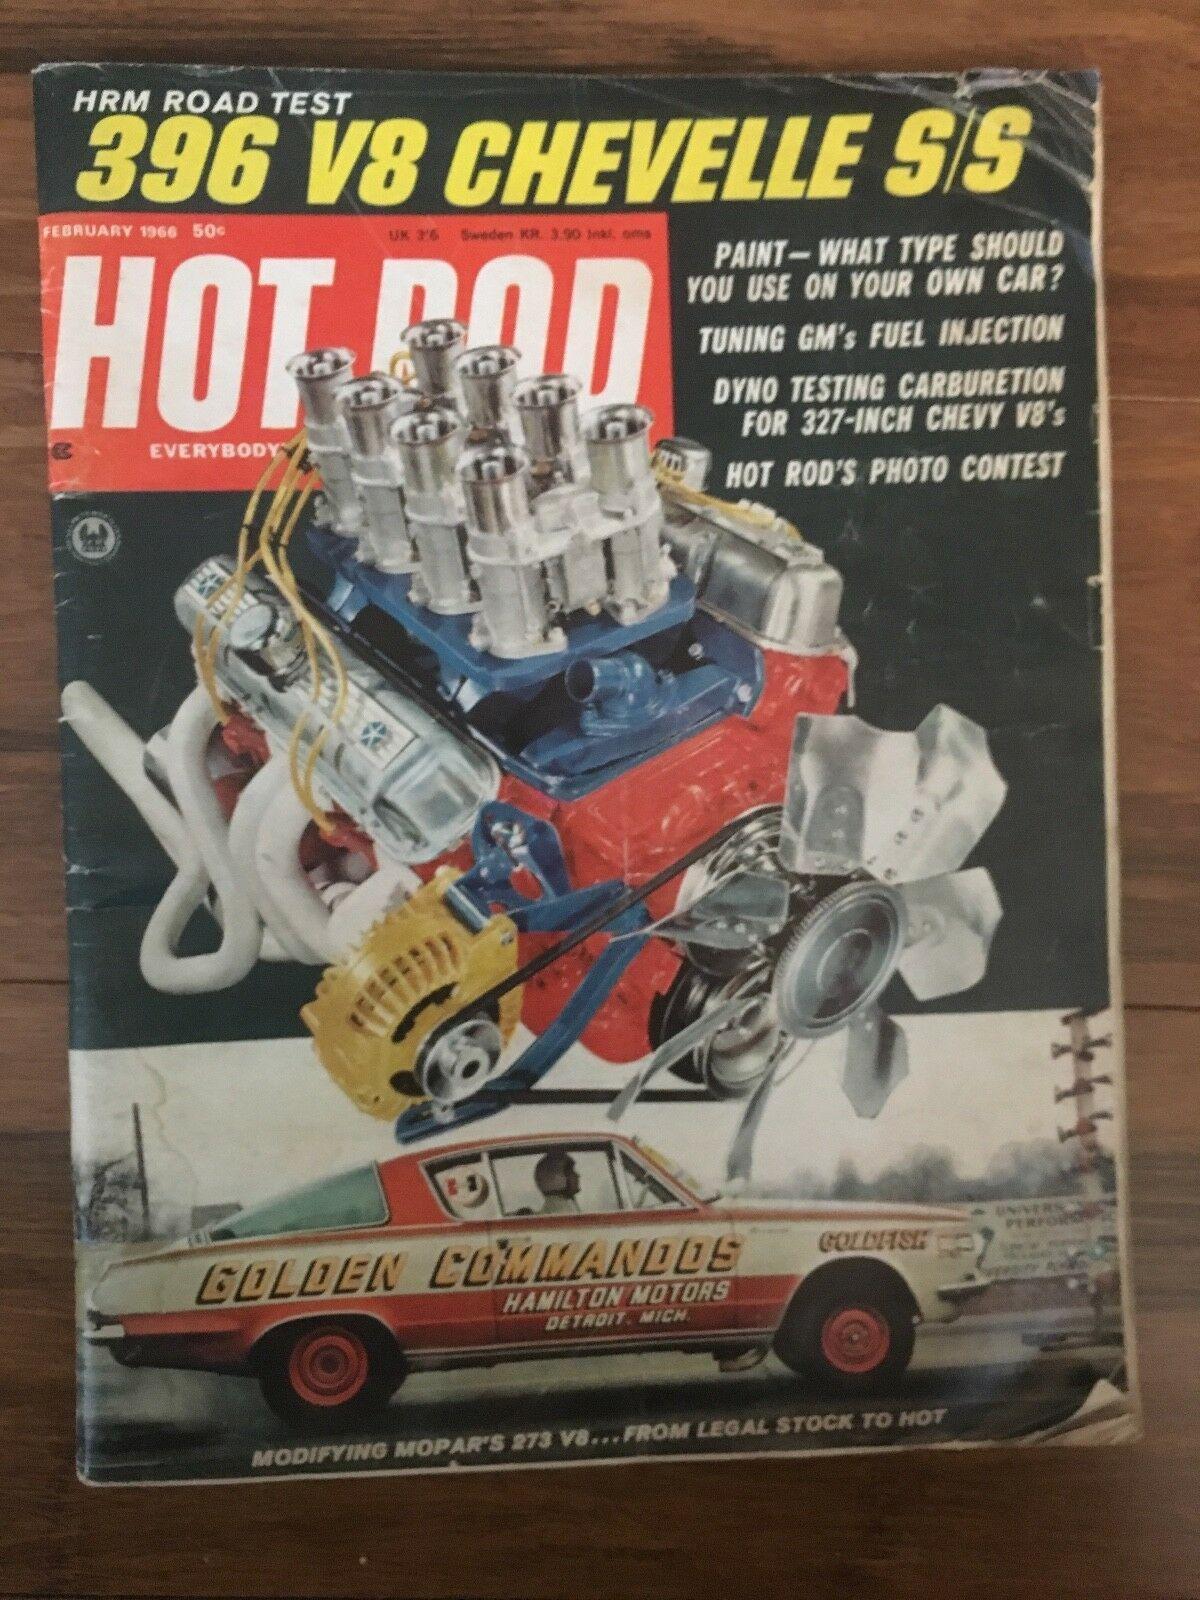 HRM ROAD TEST
396 V8 CHEVELLE S/S
FEBRUARY 1966 50¢
UK 3'6 Sweden KR. 3.90 Inkl. oms
HOT ROD
EVERYBODY'
PAINT—WHAT TYPE SHOULD
YOU USE ON YOUR OWN CAR?
TUNING GM's FUEL INJECTION
DYNO TESTING CARBURETION
FOR 327-INCH CHEVY V8's
HOT ROD'S PHOTO CONTEST
GOLDEN COMMANDOS
HAMILTON MOTORS
DETROIT, MICH.
GOLDFISH
UNIVERS
PERFOR
MODIFYING MOPAR'S 273 V8...FROM LEGAL STOCK TO HOT